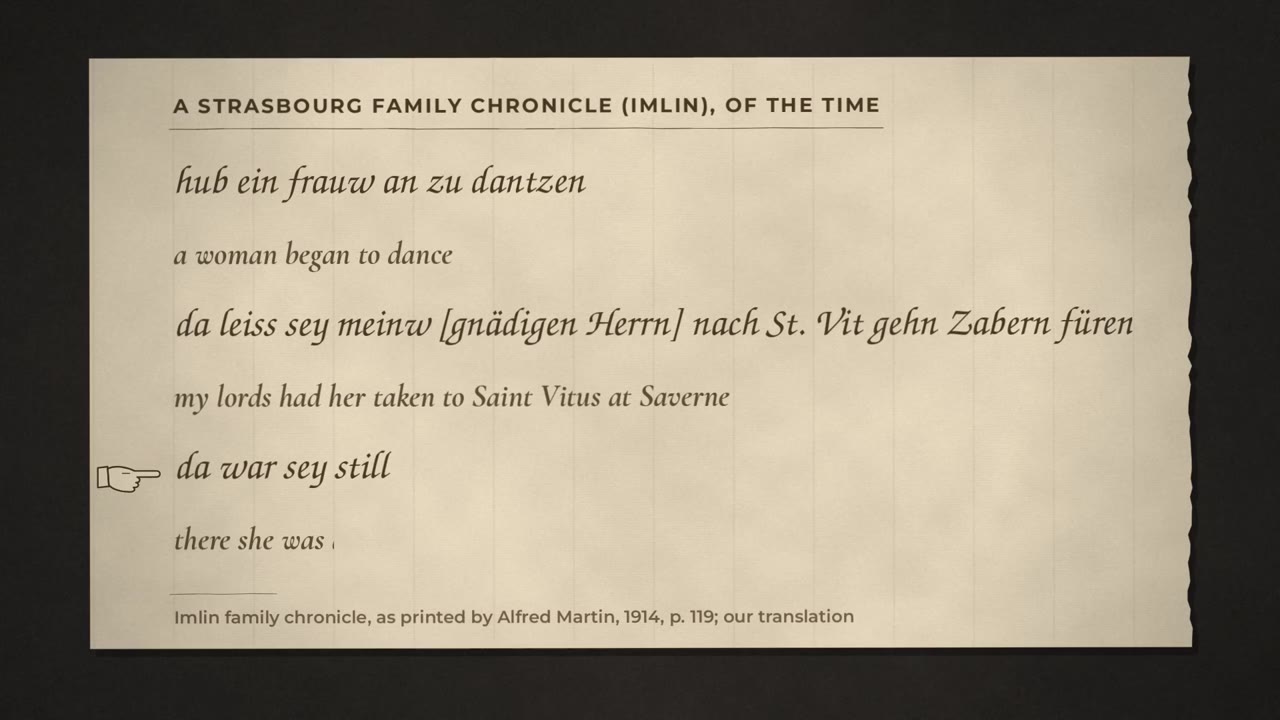 A STRASBOURG FAMILY CHRONICLE (IMLIN), OF THE TIME
hub ein frauw an zu dantzen
a woman began to dance
da leiss sey meinw [gnädigen Herrn] nach St. Vit gehn Zabern füren
my lords had her taken to Saint Vitus at Saverne
da war sey still
there she was
Imlin family chronicle, as printed by Alfred Martin, 1914, p. 119; our translation